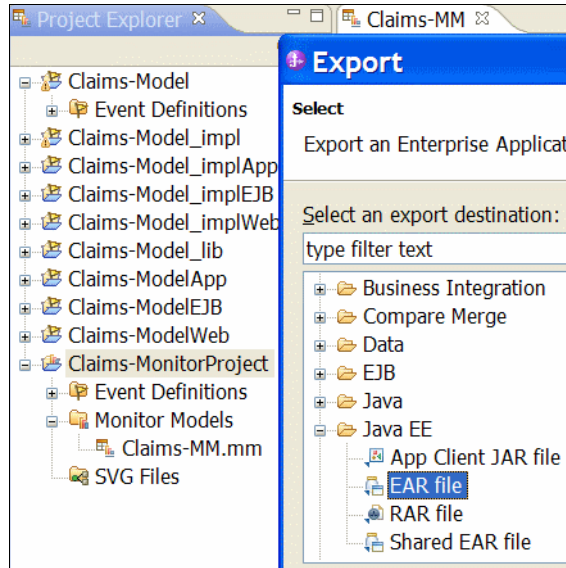 Project Explorer
Claims-Model
Event Definitions
Claims-Model_impl
Claims-Model_implApp
Claims-Model_implEJB
Claims-Model_implWeb
Claims-Model_lib
Claims-ModelApp
Claims-ModelEJB
Claims-ModelWeb
Claims-MonitorProject
Event Definitions
Monitor Models
Claims-MM.mm
SVG Files
Claims-MM
Export
Select
Export an Enterprise Applicat
Select an export destination:
type filter text
Business Integration
Compare Merge
Data
EJB
Java
Java EE
App Client JAR file
EAR file
RAR file
Shared EAR file